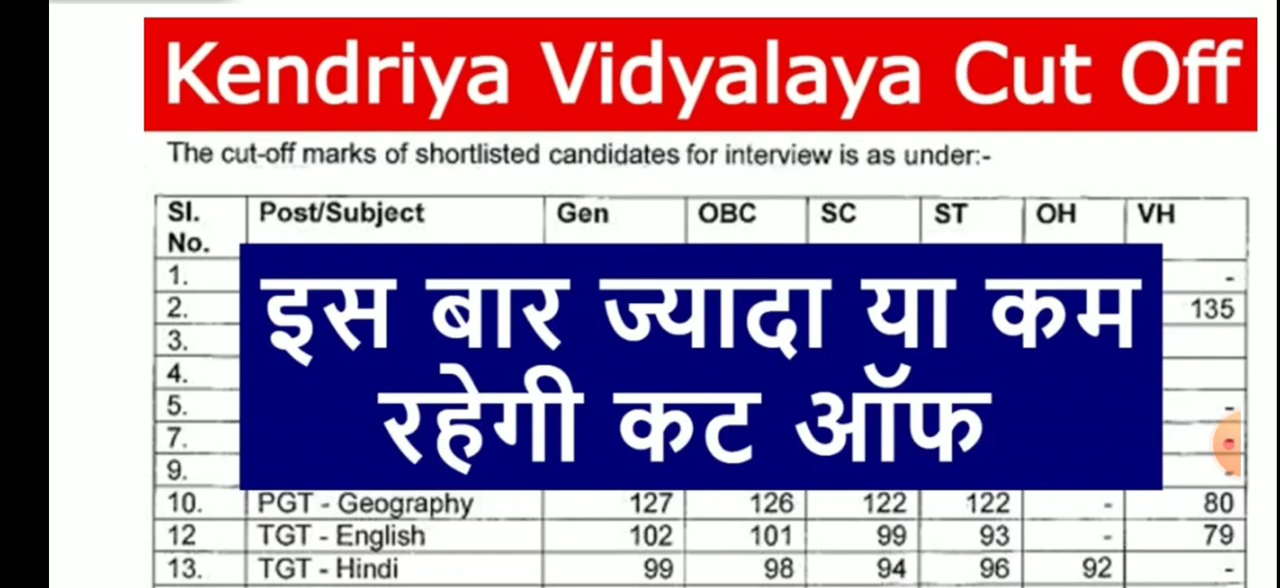 Kendriya Vidyalaya Cut Off
The cut-off marks of shortlisted candidates for interview is as under:-
Sl. No. Post/Subject Gen OBC SC ST OH VH
1. -
2. 135
3.
4.
5. -
7.
9. -
इस बार ज्यादा या कम
रहेगी कट ऑफ
10. PGT - Geography 127 126 122 122 - 80
12 TGT - English 102 101 99 93 - 79
13. TGT - Hindi 99 98 94 96 92 -